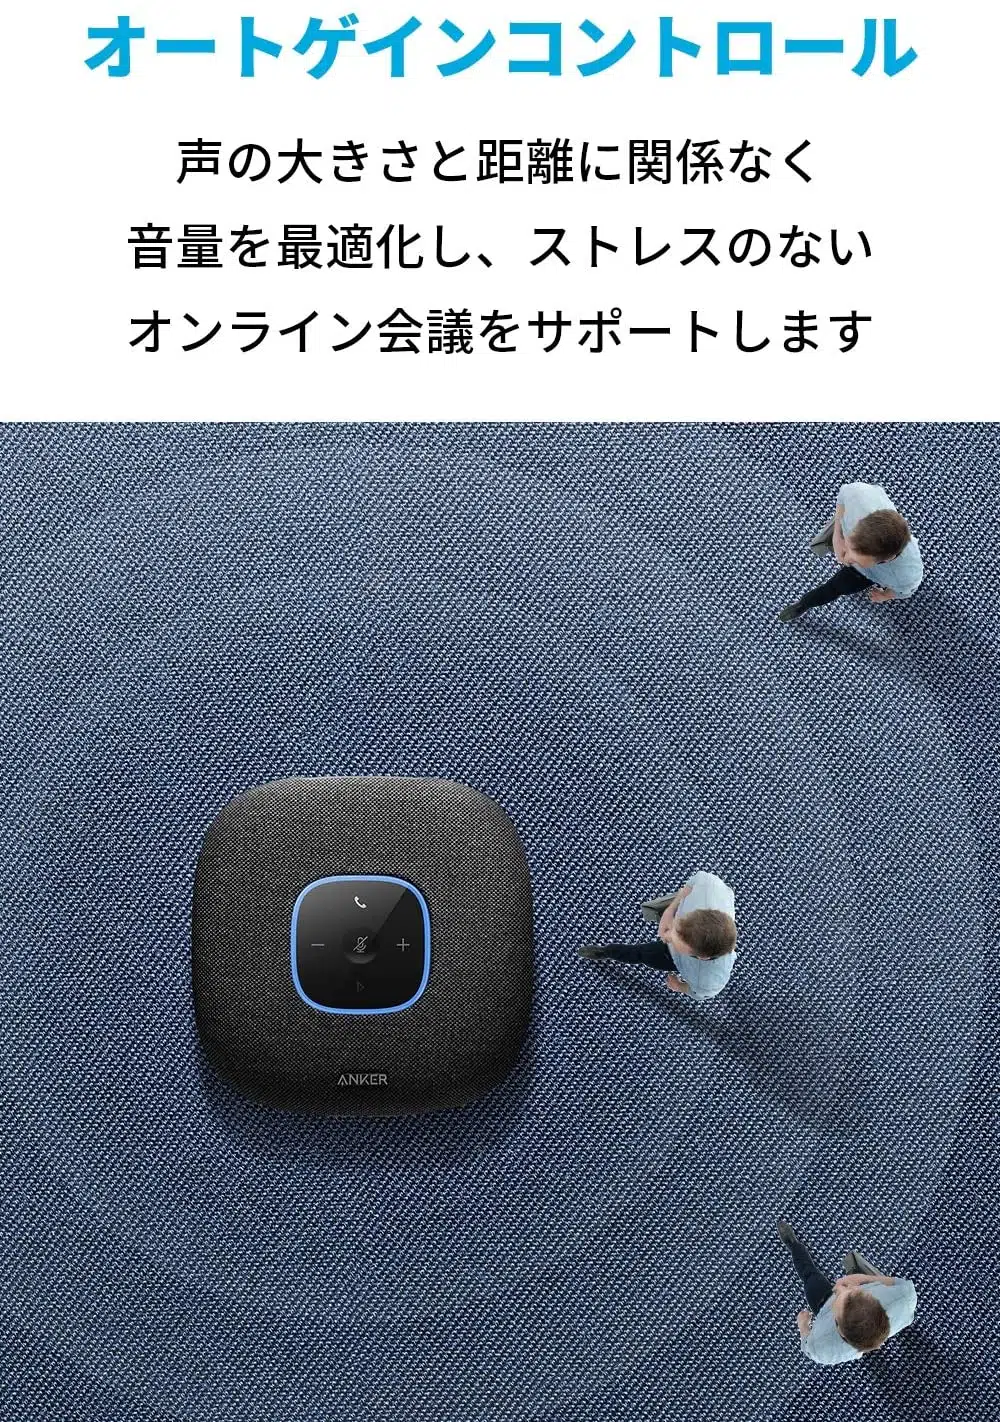 オートゲインコントロール
声の大きさと距離に関係なく
音量を最適化し、ストレスのない
オンライン会議をサポートします
ANKER